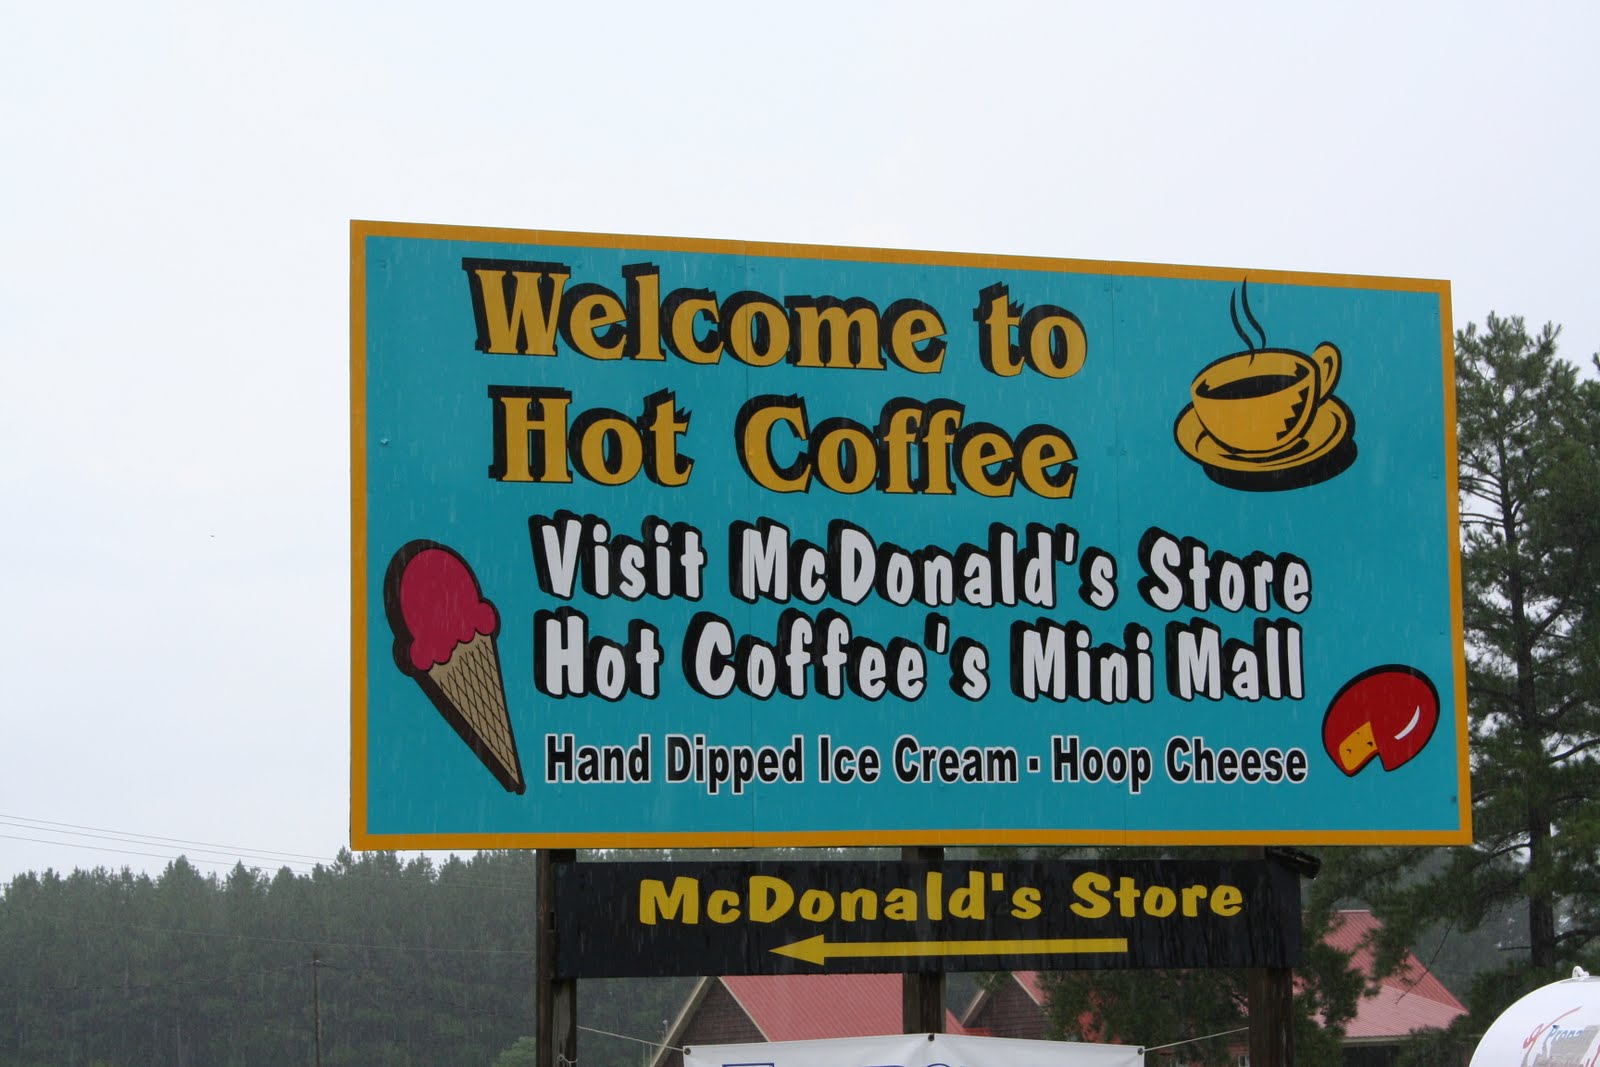 Welcome to
Hot Coffee
Visit McDonald's Store
Hot Coffee's Mini Mall
Hand Dipped Ice Cream - Hoop Cheese
McDonald's Store